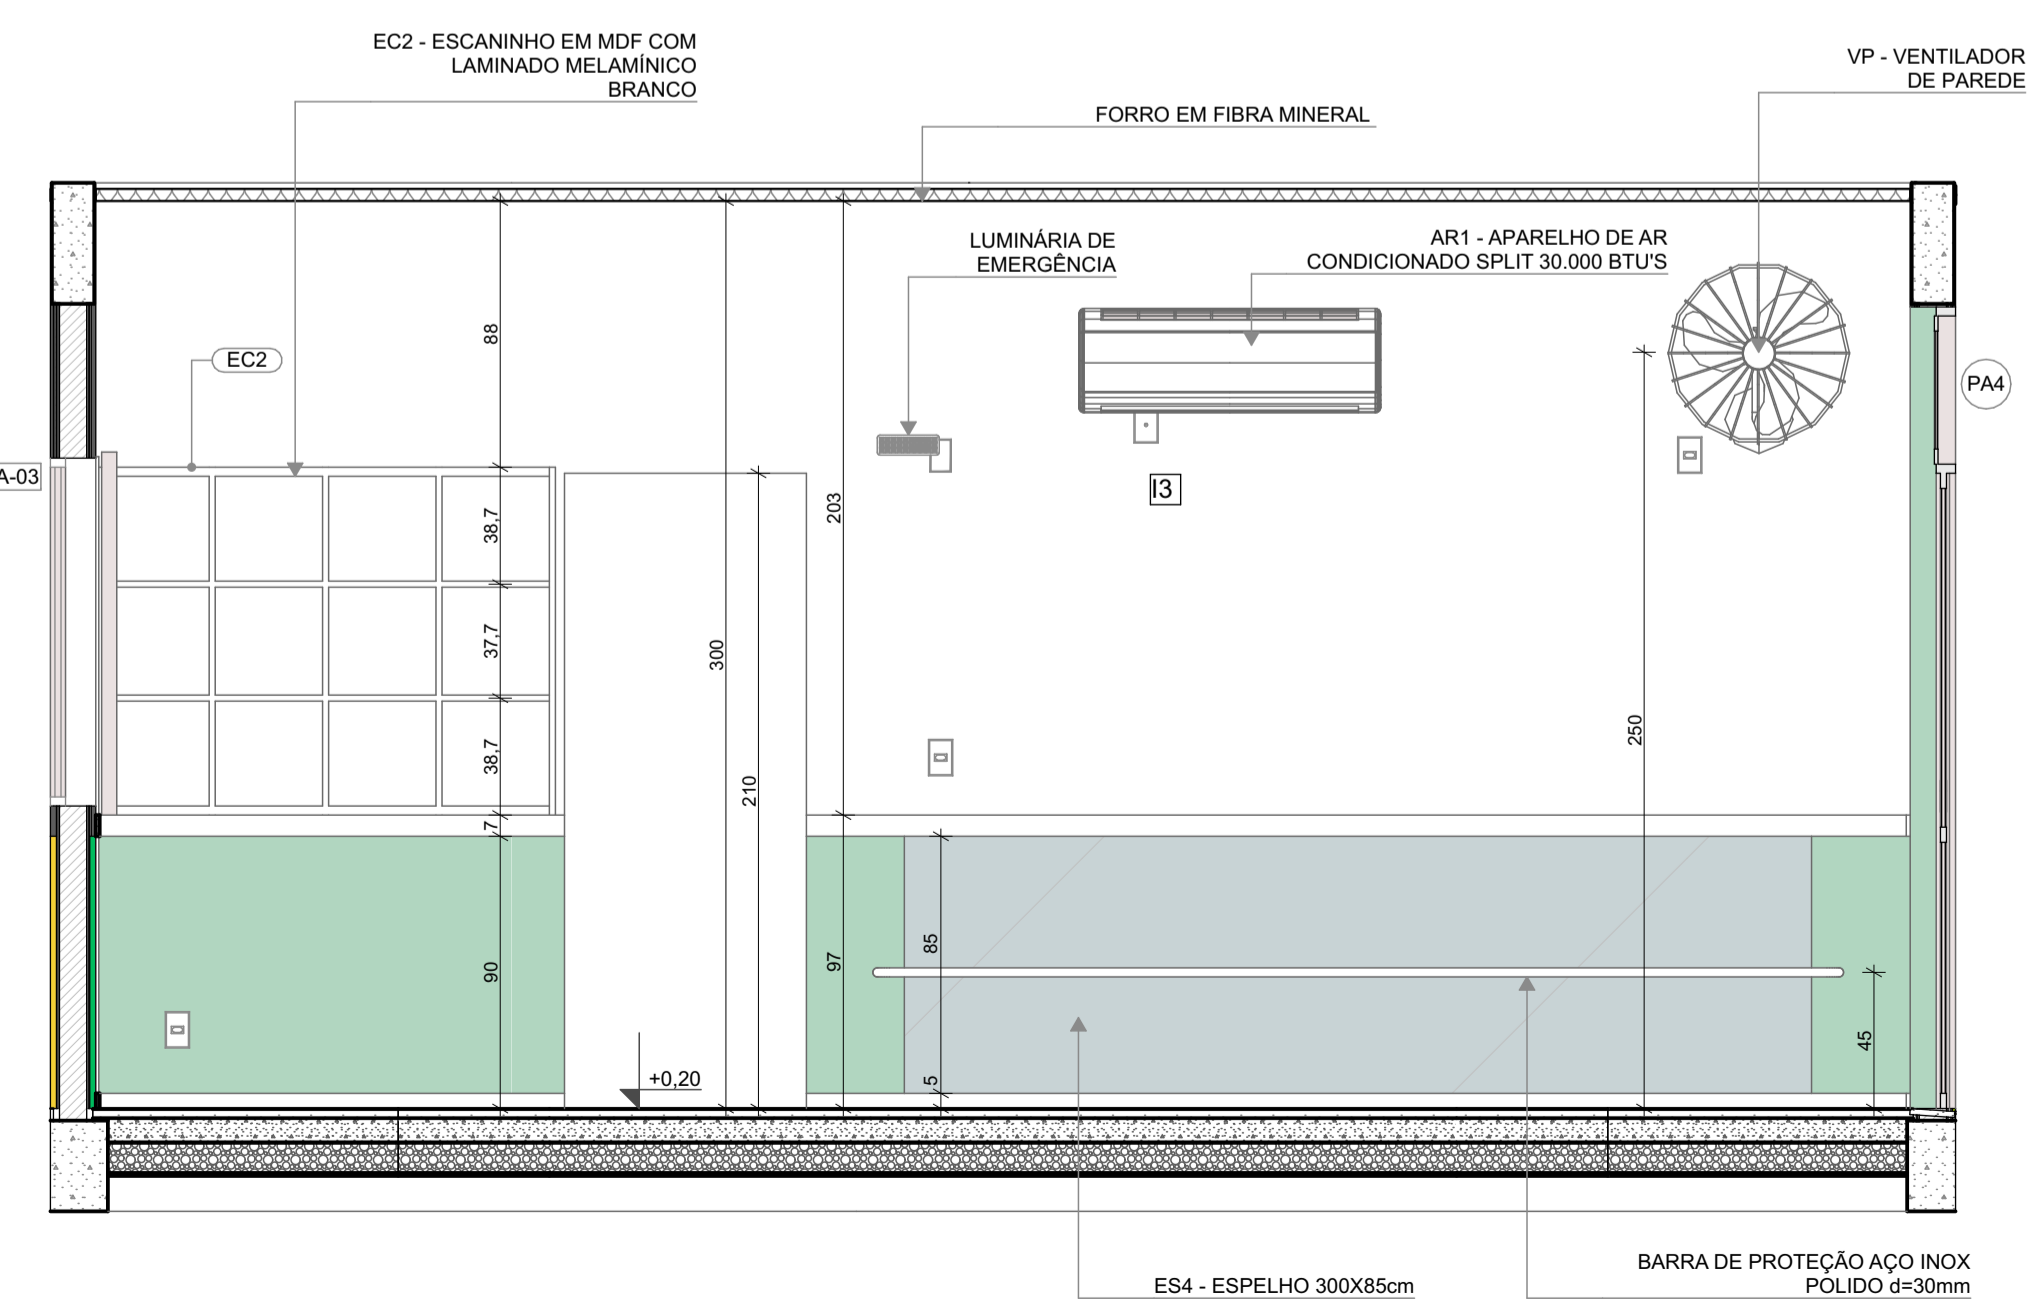 EC2 - ESCANINHO EM MDF COM
LAMINADO MELAMÍNICO
BRANCO
VP - VENTILADOR
DE PAREDE
FORRO EM FIBRA MINERAL
LUMINÁRIA DE
EMERGÊNCIA
AR1 - APARELHO DE AR
CONDICIONADO SPLIT 30.000 BTU'S
88
EC2
PA4
A-03
I3
203
38,7
37,7
300
250
38,7
210
7
85
97
90
45
5
+0,20
ES4 - ESPELHO 300X85cm
BARRA DE PROTEÇÃO AÇO INOX
POLIDO d=30mm